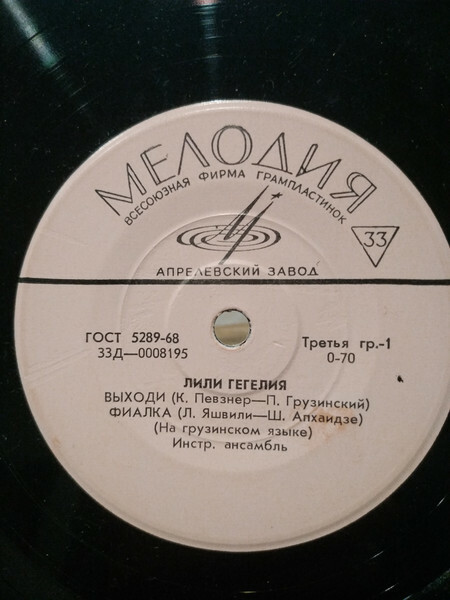 МЕЛОДИЯ
ВСЕСОЮЗНАЯ ФИРМА ГРАМПЛАСТИНОК
33
АПРЕЛЕВСКИЙ ЗАВОД
ГОСТ 5289-68
33Д—0008195
Третья гр.-1
0-70
ЛИЛИ ГЕГЕЛИЯ
ВЫХОДИ (К. Певзнер—П. Грузинский)
ФИАЛКА (Л. Яшвили—Ш. Алхаидзе)
(На грузинском языке)
Инстр. ансамбль